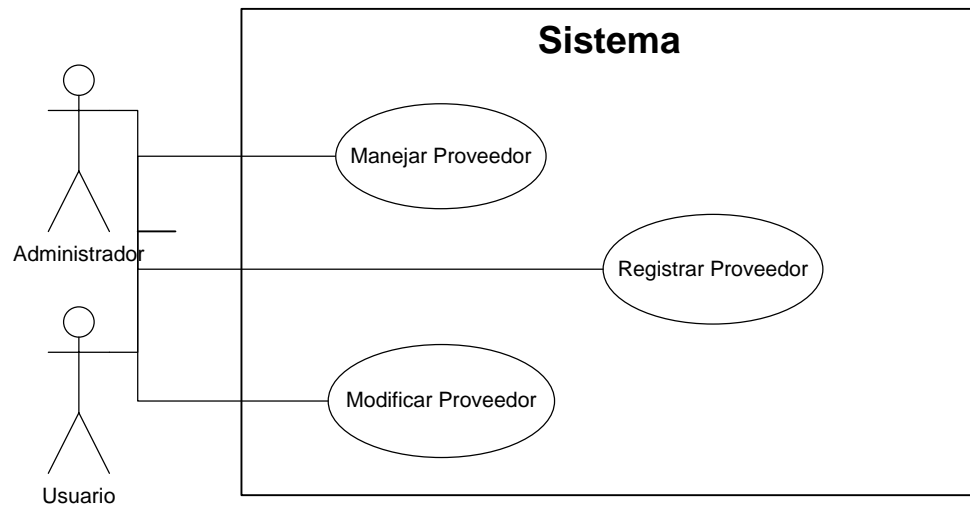 Sistema
Manejar Proveedor
Administrador
Registrar Proveedor
Modificar Proveedor
Usuario